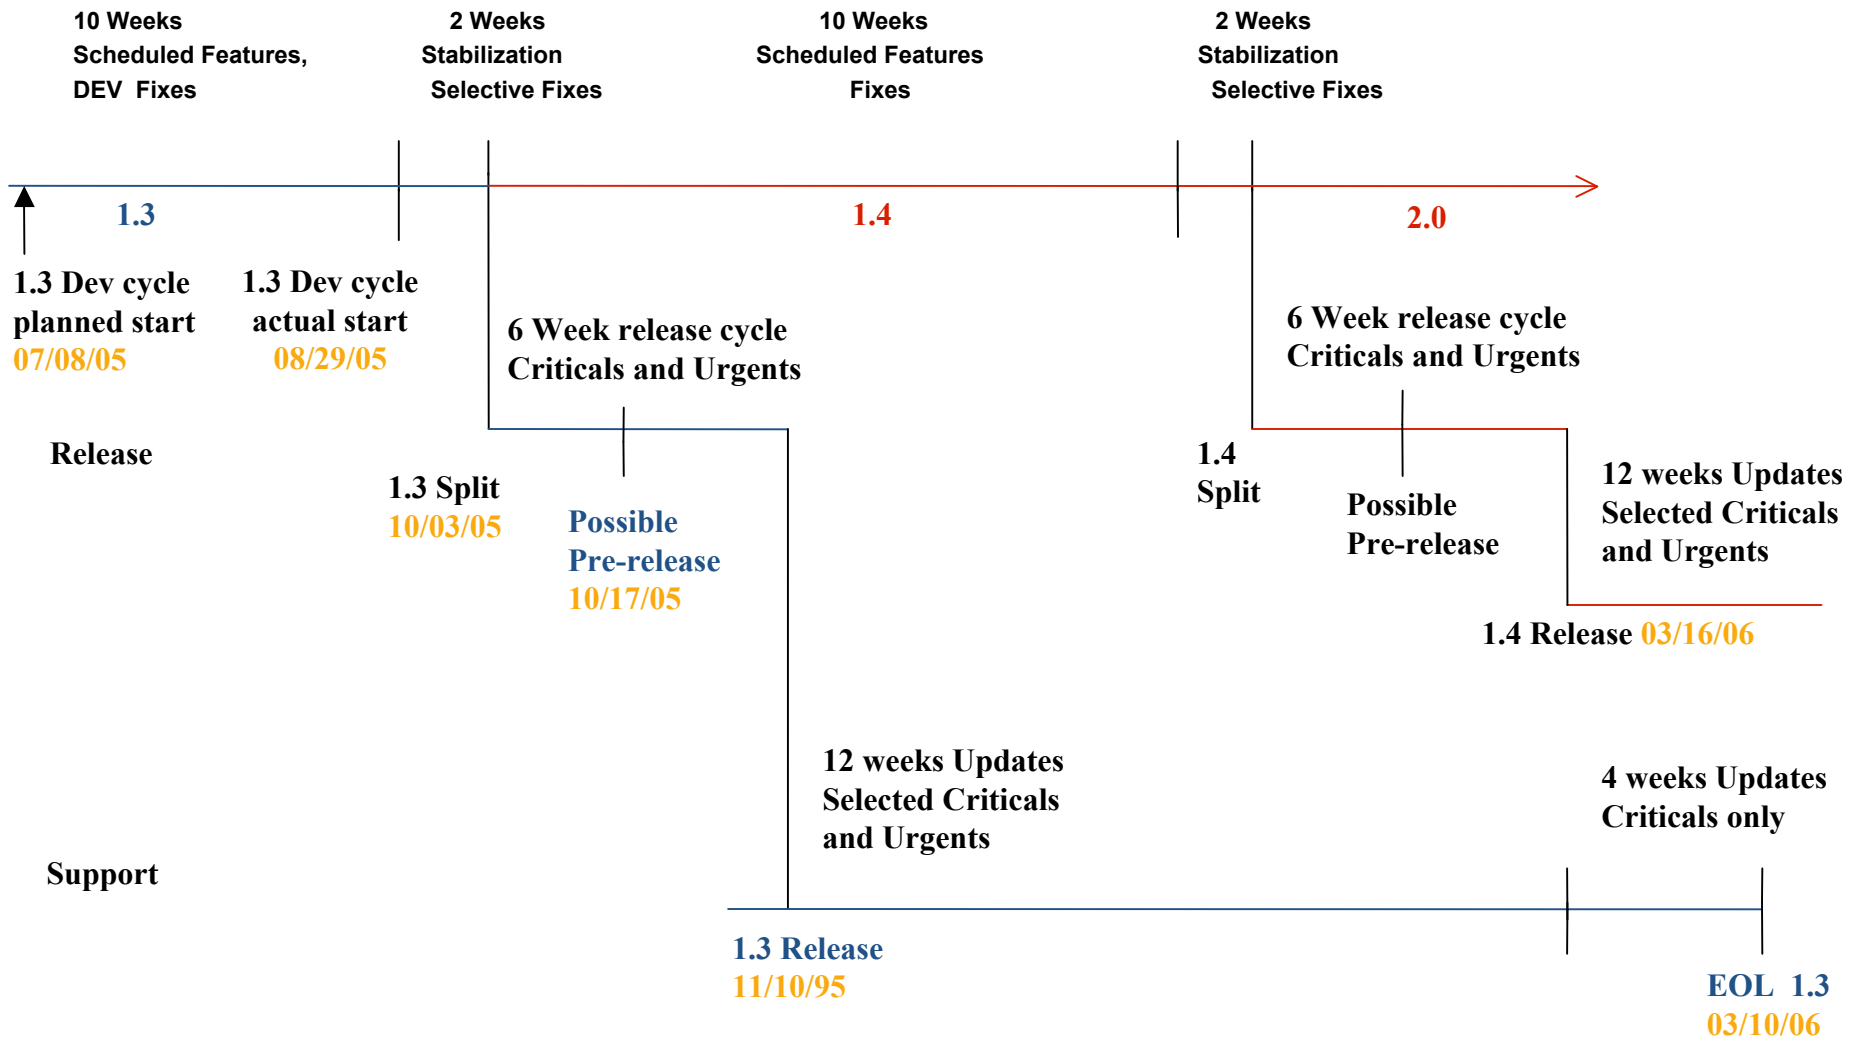 10 Weeks
Scheduled Features,
DEV Fixes
2 Weeks
Stabilization
Selective Fixes
10 Weeks
Scheduled Features
Fixes
2 Weeks
Stabilization
Selective Fixes
1.3
1.4
2.0
1.3 Dev cycle
planned start
07/08/05
1.3 Dev cycle
actual start
08/29/05
6 Week release cycle
Criticals and Urgents
6 Week release cycle
Criticals and Urgents
Release
1.3 Split
10/03/05
Possible
Pre-release
10/17/05
1.4
Split
Possible
Pre-release
12 weeks Updates
Selected Criticals
and Urgents
1.4 Release 03/16/06
12 weeks Updates
Selected Criticals
and Urgents
4 weeks Updates
Criticals only
Support
1.3 Release
11/10/95
EOL 1.3
03/10/06